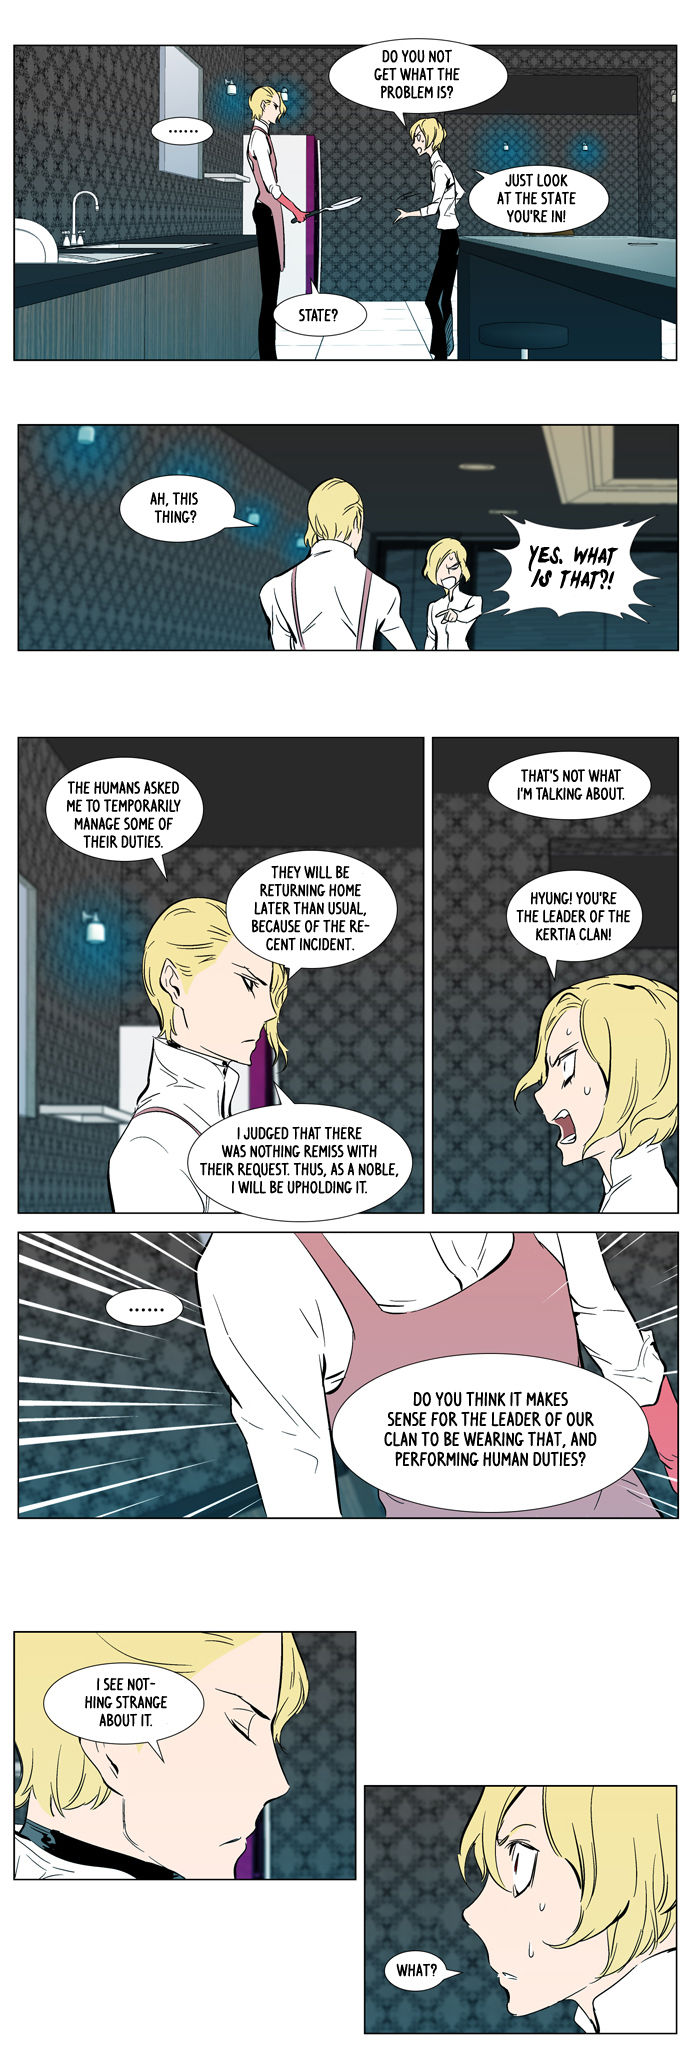 DO YOU NOT
GET WHAT THE
PROBLEM IS?
......
JUST LOOK
AT THE STATE
YOU'RE IN!
STATE?
AH, THIS
THING?
YES. WHAT
IS THAT?!
THE HUMANS ASKED
ME TO TEMPORARILY
MANAGE SOME OF
THEIR DUTIES.
THEY WILL BE
RETURNING HOME
LATER THAN USUAL,
BECAUSE OF THE RE-
CENT INCIDENT.
I JUDGED THAT THERE
WAS NOTHING REMISS WITH
THEIR REQUEST. THUS, AS A NOBLE,
I WILL BE UPHOLDING IT.
THAT'S NOT WHAT
I'M TALKING ABOUT.
HYUNG! YOU'RE
THE LEADER OF THE
KERTIA CLAN!
......
DO YOU THINK IT MAKES
SENSE FOR THE LEADER OF OUR
CLAN TO BE WEARING THAT, AND
PERFORMING HUMAN DUTIES?
I SEE NOT-
HING STRANGE
ABOUT IT.
WHAT?